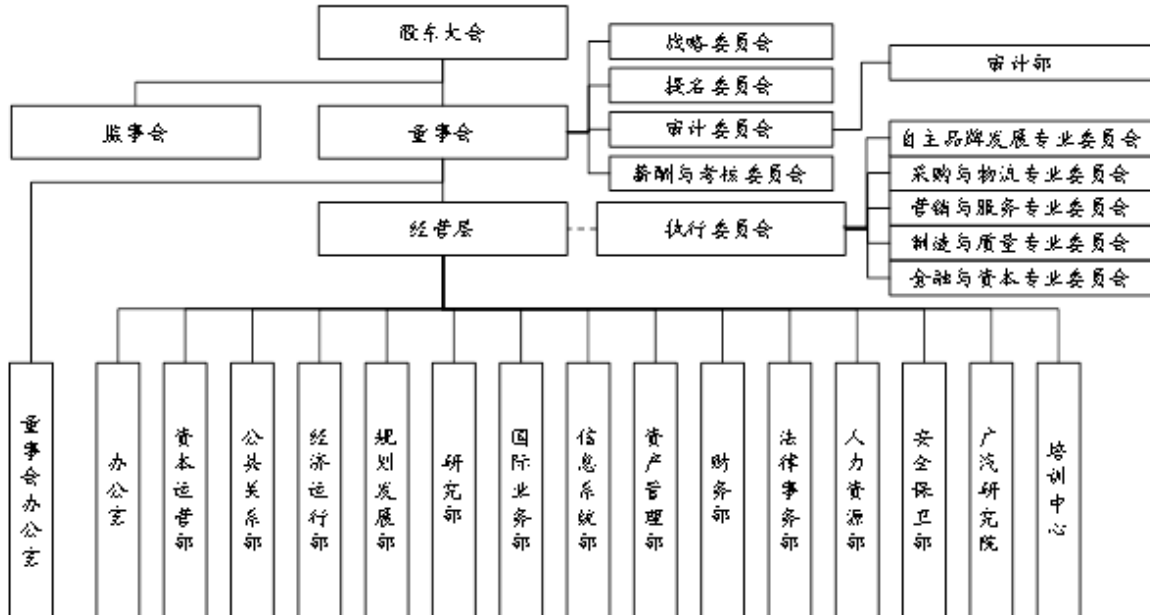 股东大会
战略委员会
审计部
提名委员会
监事会
董事会
审计委员会
自主品牌发展专业委员会
薪酬与考核委员会
采购与物流专业委员会
营销与服务专业委员会
经营层
执行委员会
制造与质量专业委员会
金融与资本专业委员会
董事会办公室
办公室
资本运营部
公共关系部
经济运行部
规划发展部
研究部
国际业务部
信息系统部
资产管理部
财务部
法律事务部
人力资源部
安全保卫部
广汽研究院
培训中心